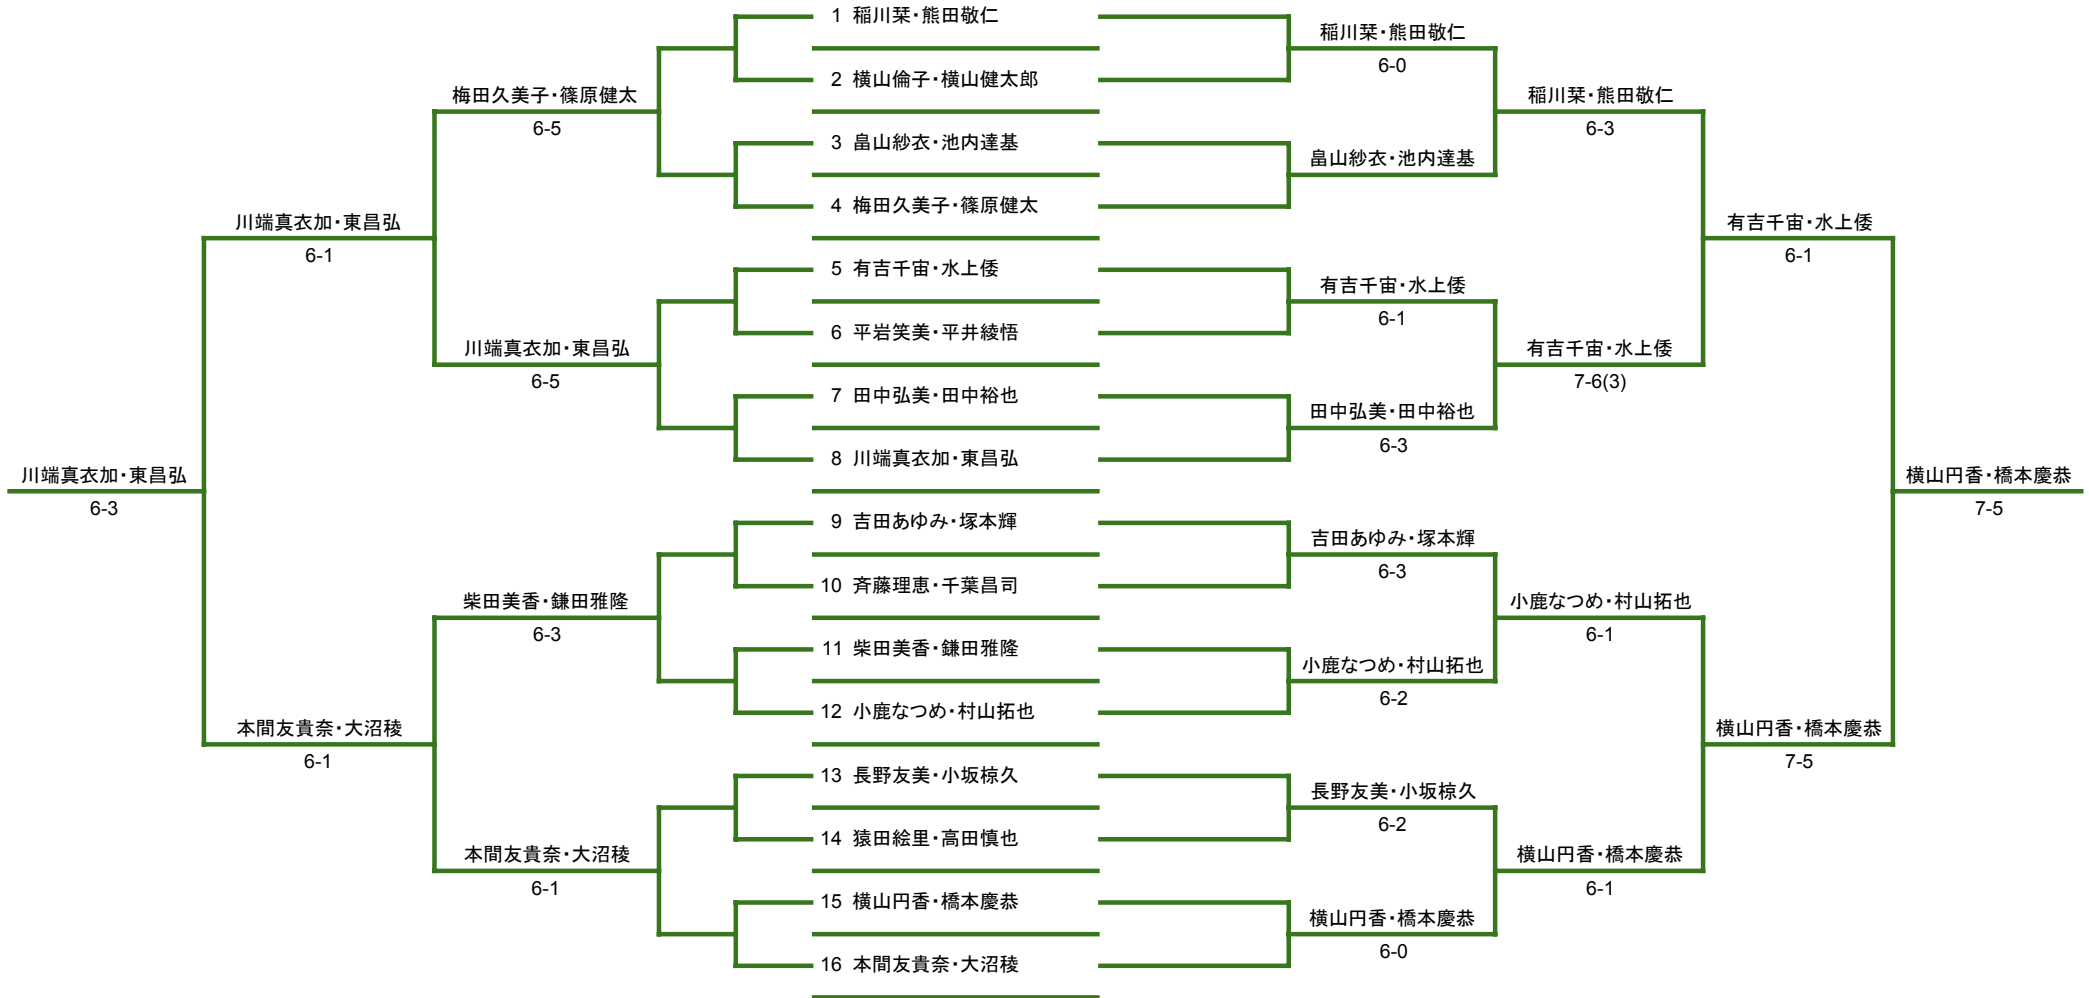 1 稲川栞・熊田敬仁
稲川栞・熊田敬仁
6-0
2 横山倫子・横山健太郎
梅田久美子・篠原健太
6-5
稲川栞・熊田敬仁
6-3
3 畠山紗衣・池内達基
畠山紗衣・池内達基
4 梅田久美子・篠原健太
川端真衣加・東昌弘
6-1
有吉千宙・水上倭
6-1
5 有吉千宙・水上倭
有吉千宙・水上倭
6-1
6 平岩笑美・平井綾悟
川端真衣加・東昌弘
6-5
有吉千宙・水上倭
7-6(3)
7 田中弘美・田中裕也
田中弘美・田中裕也
6-3
8 川端真衣加・東昌弘
川端真衣加・東昌弘
6-3
横山円香・橋本慶恭
7-5
9 吉田あゆみ・塚本輝
吉田あゆみ・塚本輝
6-3
10 斉藤理恵・千葉昌司
柴田美香・鎌田雅隆
6-3
小鹿なつめ・村山拓也
6-1
11 柴田美香・鎌田雅隆
小鹿なつめ・村山拓也
6-2
12 小鹿なつめ・村山拓也
本間友貴奈・大沼稜
6-1
横山円香・橋本慶恭
7-5
13 長野友美・小坂椋久
長野友美・小坂椋久
6-2
14 猿田絵里・高田慎也
本間友貴奈・大沼稜
6-1
横山円香・橋本慶恭
6-1
15 横山円香・橋本慶恭
横山円香・橋本慶恭
6-0
16 本間友貴奈・大沼稜